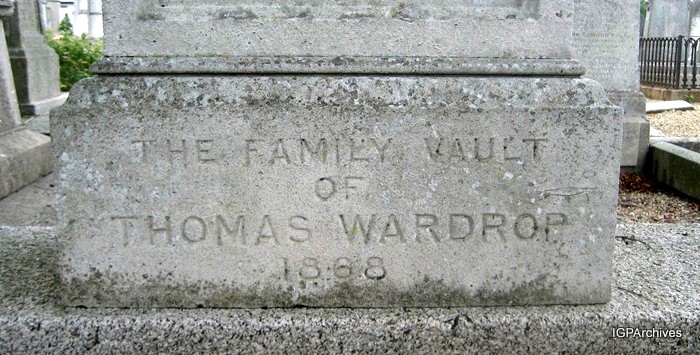 THE FAMILY VAULT
OF
THOMAS WARDROP
1868
IGPArchives